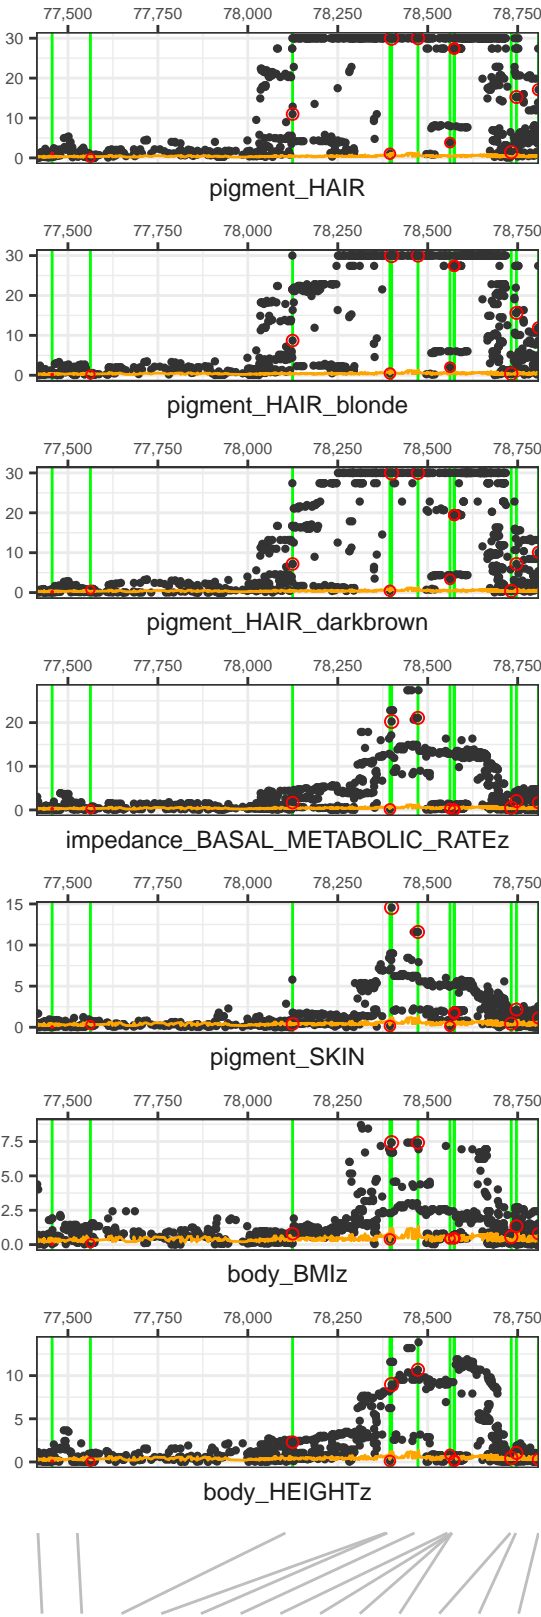 77,500 77,750 78,000 78,250 78,500 78,750
30
20
10
0
pigment_HAIR
77,500 77,750 78,000 78,250 78,500 78,750
30
20
10
0
pigment_HAIR_blonde
77,500 77,750 78,000 78,250 78,500 78,750
30
20
10
0
pigment_HAIR_darkbrown
77,500 77,750 78,000 78,250 78,500 78,750
20
10
0
impedance_BASAL_METABOLIC_RATEz
77,500 77,750 78,000 78,250 78,500 78,750
15
10
5
0
pigment_SKIN
77,500 77,750 78,000 78,250 78,500 78,750
7.5
5.0
2.5
0.0
body_BMIz
77,500 77,750 78,000 78,250 78,500 78,750
10
5
0
body_HEIGHTz